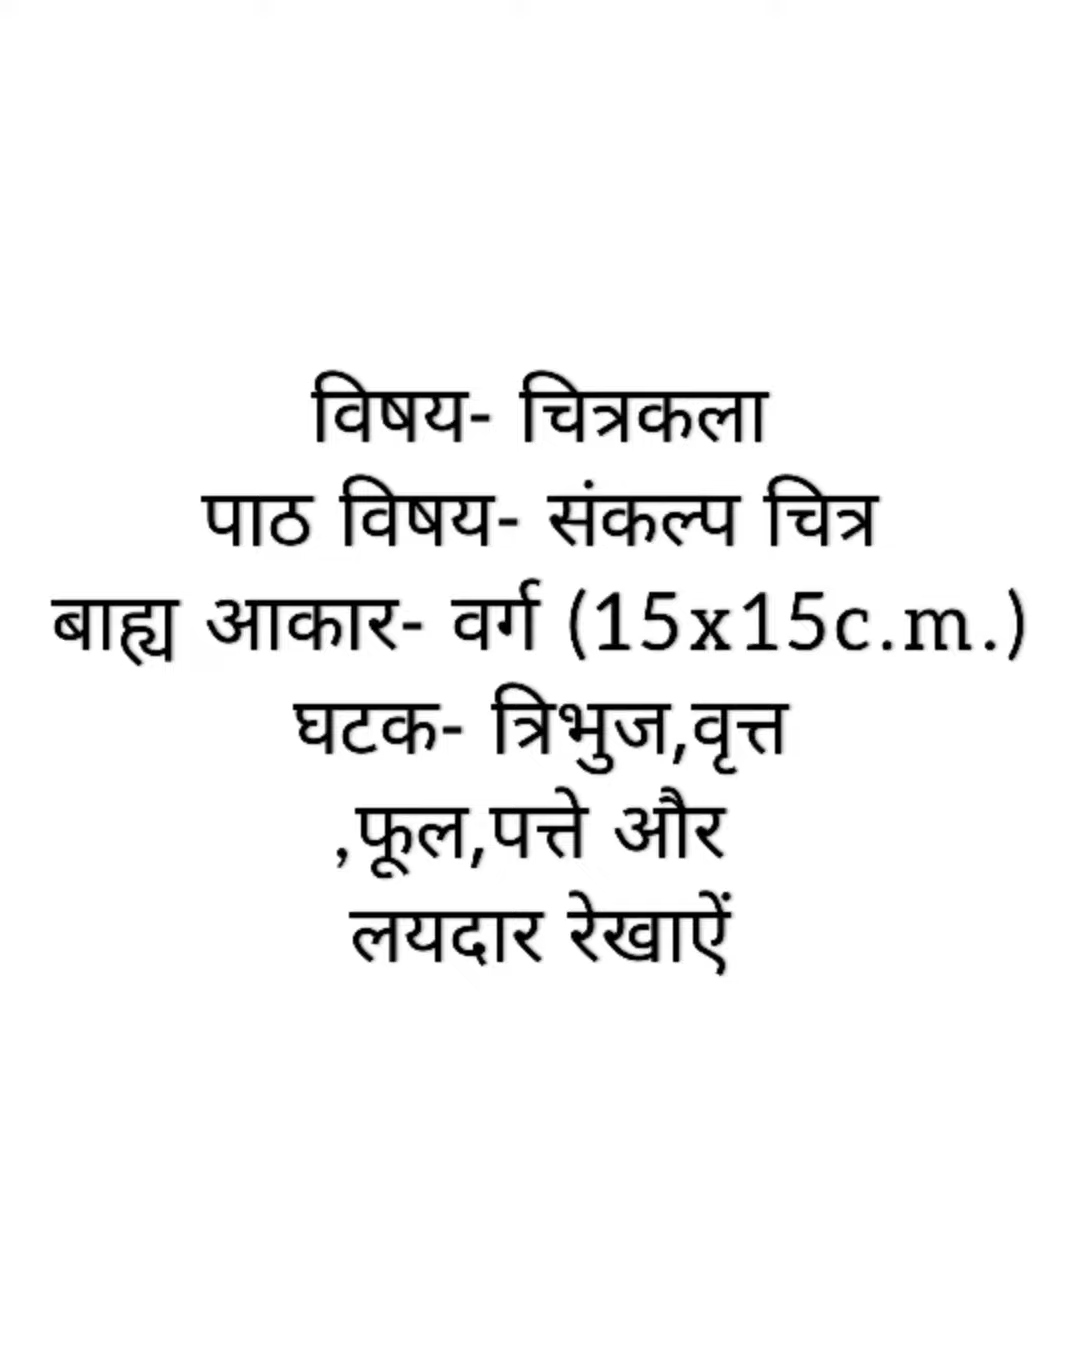 विषय- चित्रकला
पाठ विषय- संकल्प चित्र
बाह्य आकार- वर्ग (15x15c.m.)
घटक- त्रिभुज,वृत्त
,फूल,पत्ते और
लयदार रेखाऐं